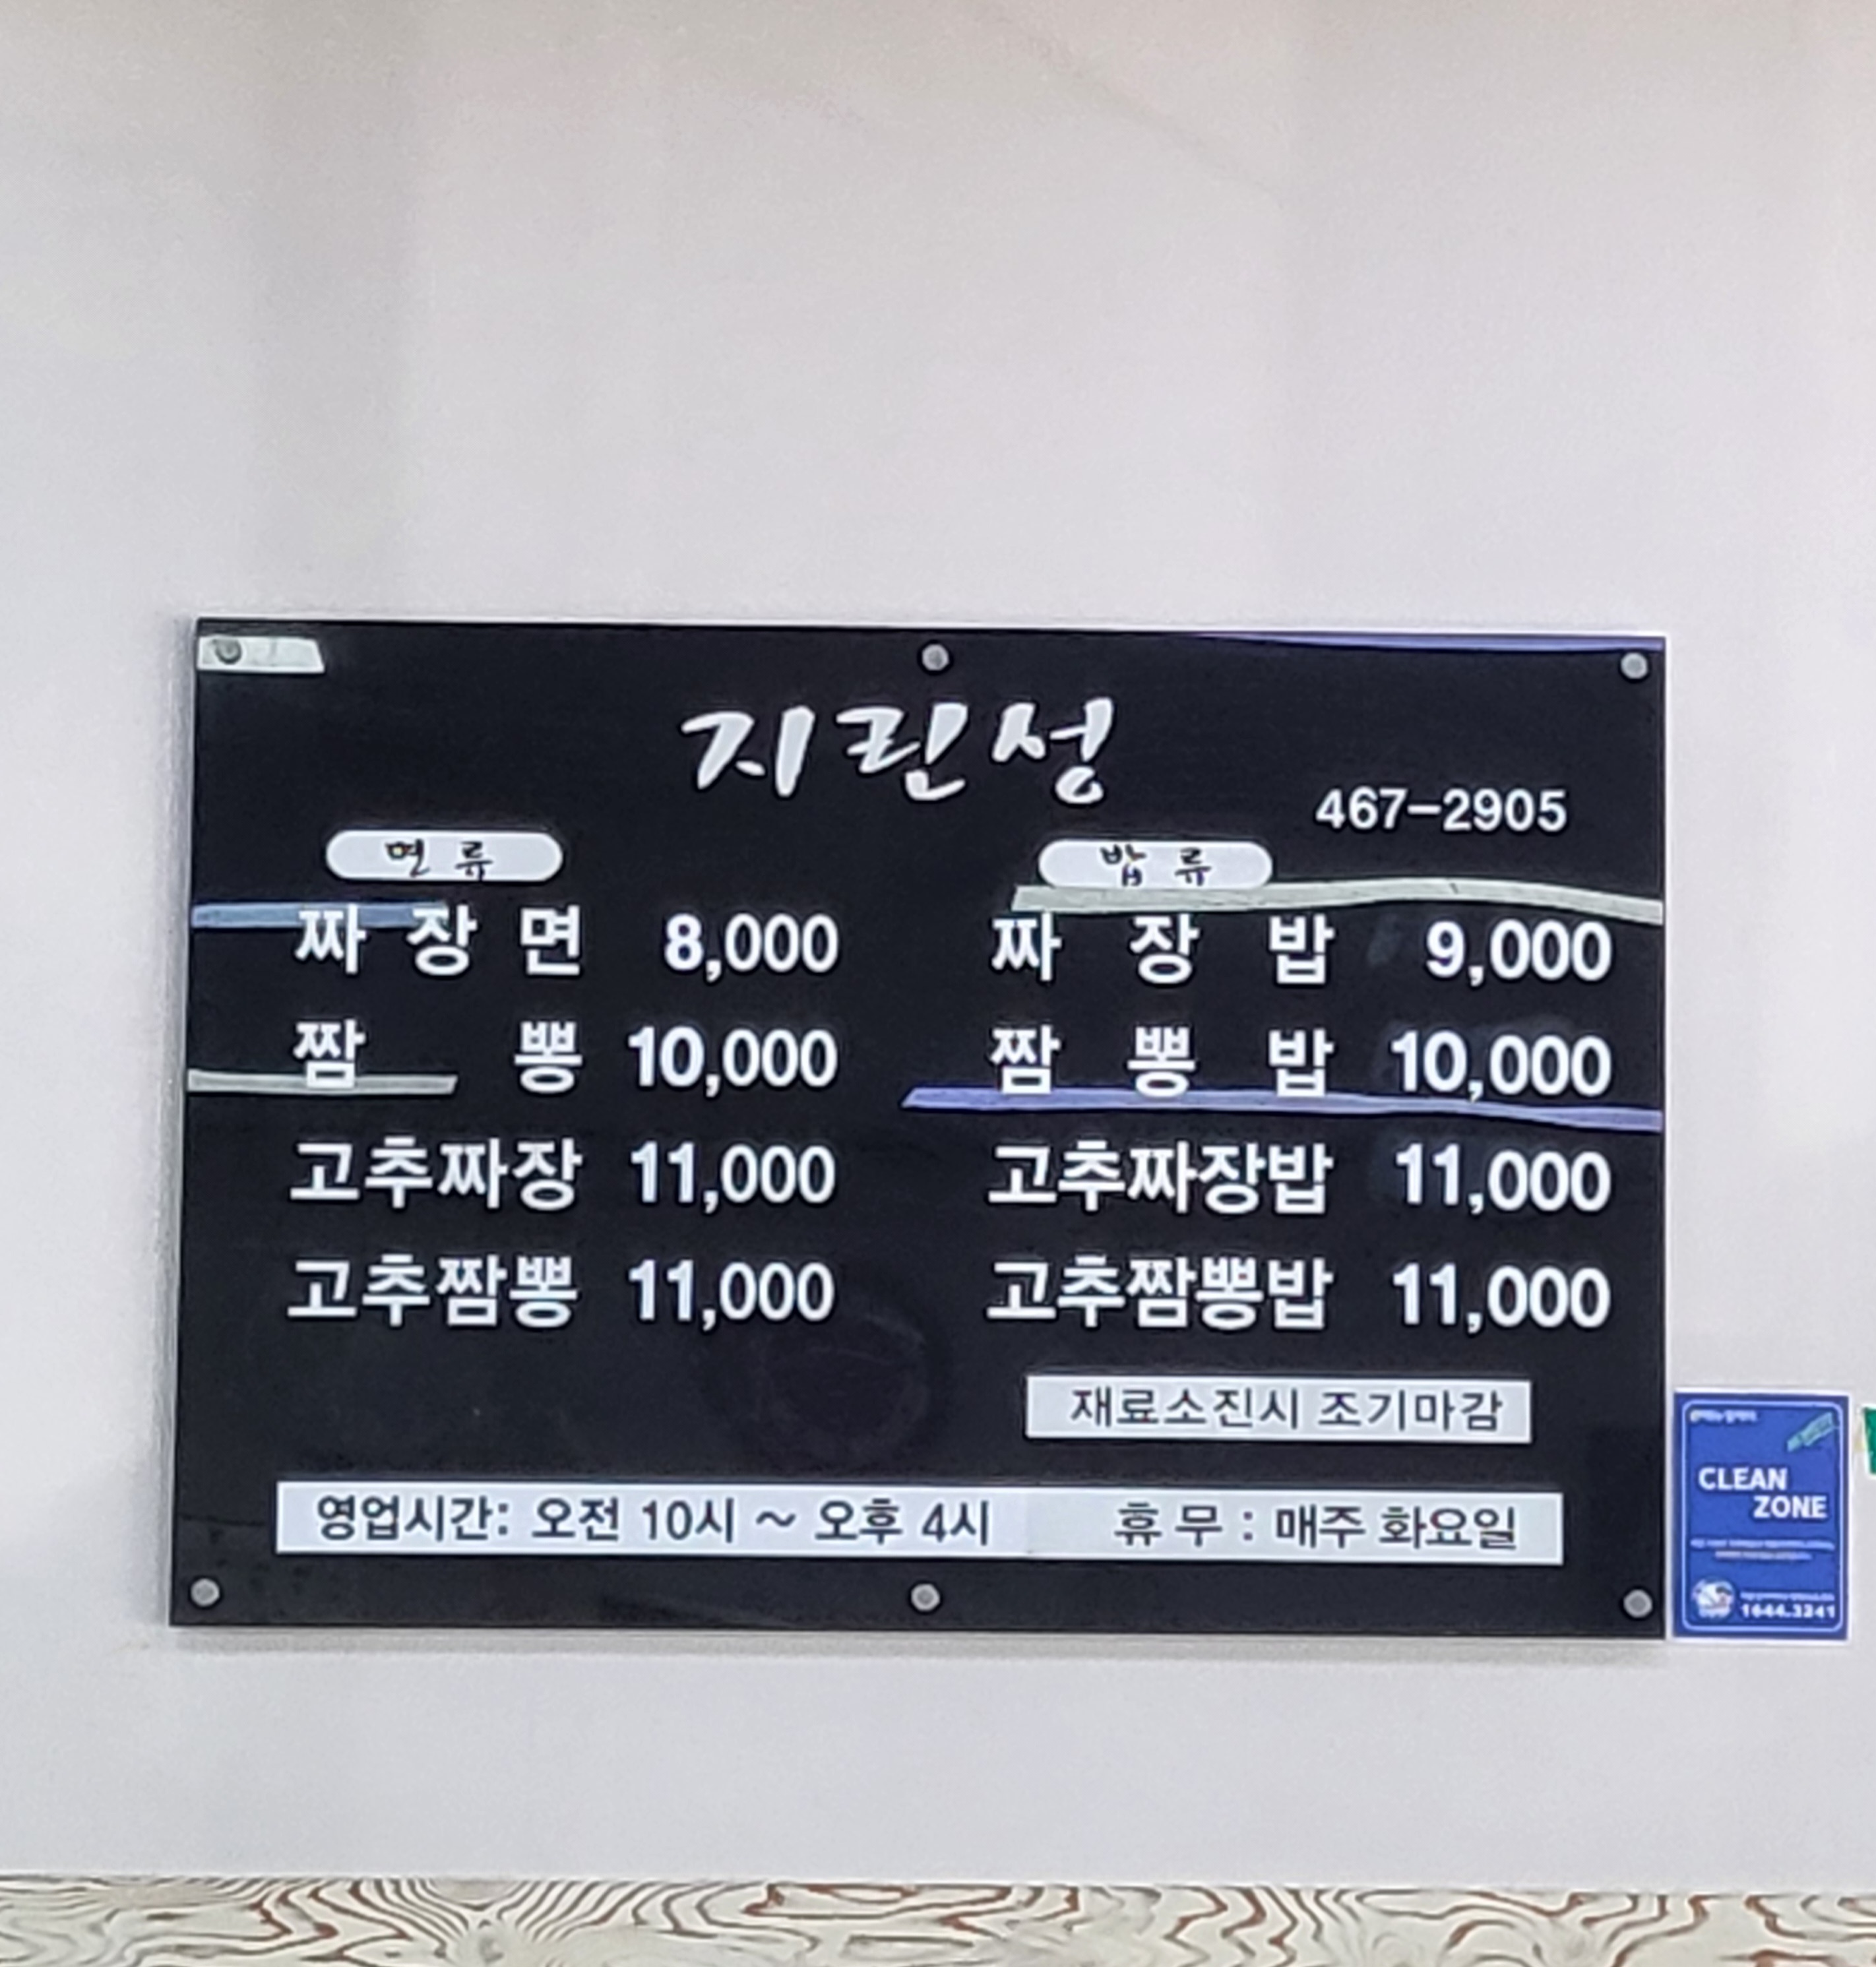 지린성
467-2905
면류
짜장면 8,000
짬뽕 10,000
고추짜장 11,000
고추짬뽕 11,000
밥류
짜장밥 9,000
짬뽕밥 10,000
고추짜장밥 11,000
고추짬뽕밥 11,000
재료소진시 조기마감
영업시간: 오전 10시 ~ 오후 4시 휴무 : 매주 화요일
CLEAN
ZONE
1644.3241